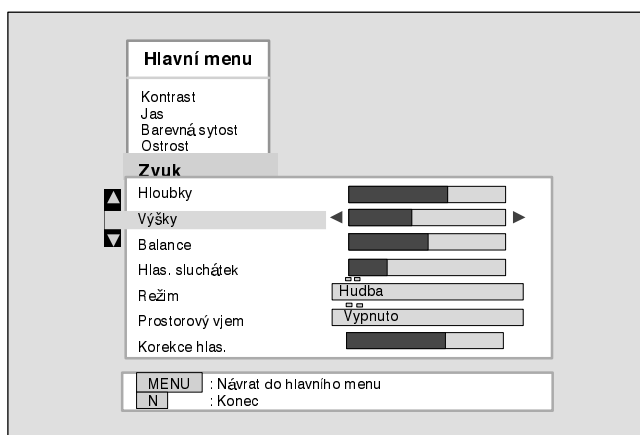 Hlavní menu
Kontrast
Jas
Barevná sytost
Ostrost
Zvuk
Hloubky
Výšky
Balance
Hlas. sluchátek
Režim Hudba
Prostorový vjem Vypnuto
Korekce hlas.
MENU : Návrat do hlavního menu
N : Konec